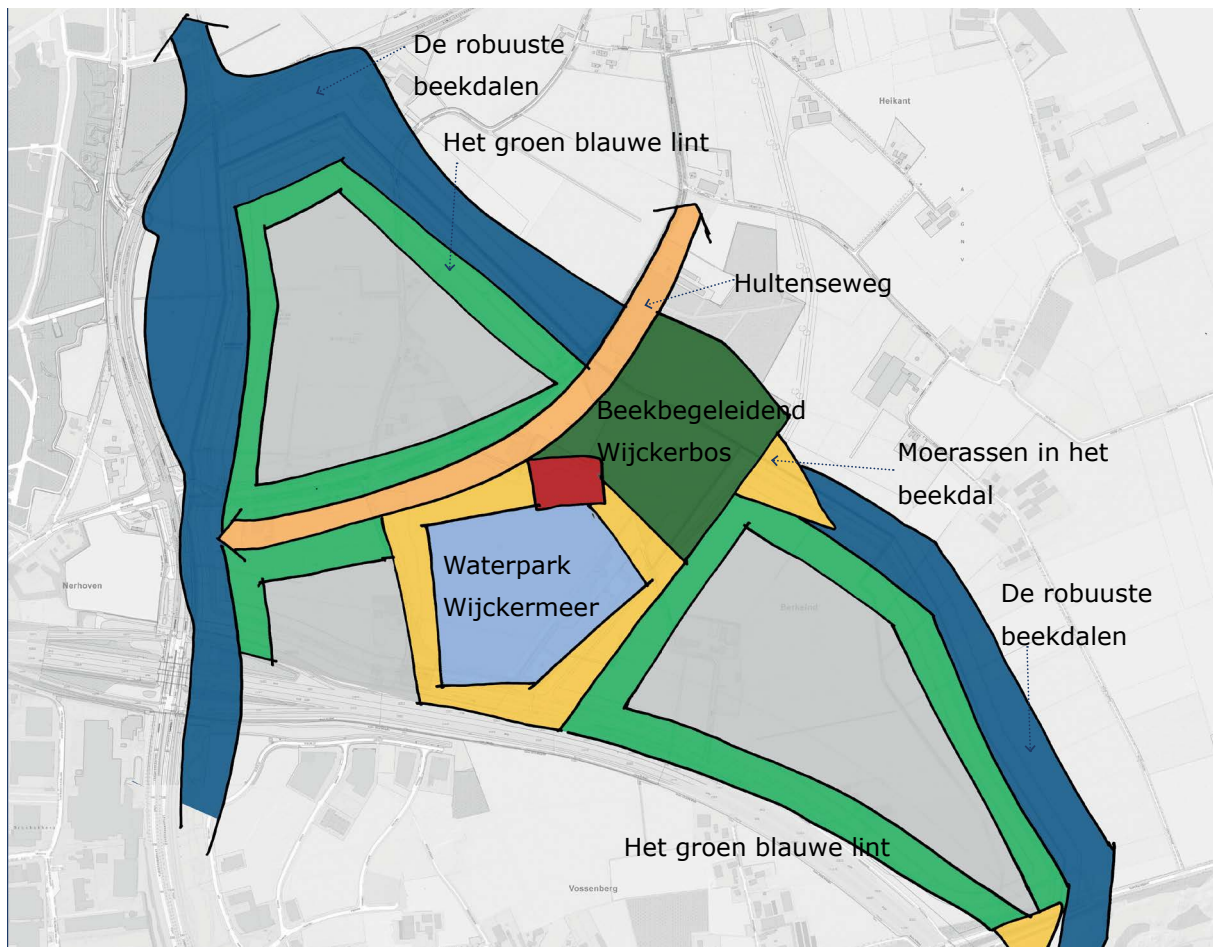 De robuuste
beekdalen
Het groen blauwe lint
Heikant
Hultenseweg
Beekbegeleidend
Wijckerbos
Moerassen in het
beekdal
Waterpark
Wijckermeer
Nerhoven
De robuuste
beekdalen
Het groen blauwe lint
Vossenberg